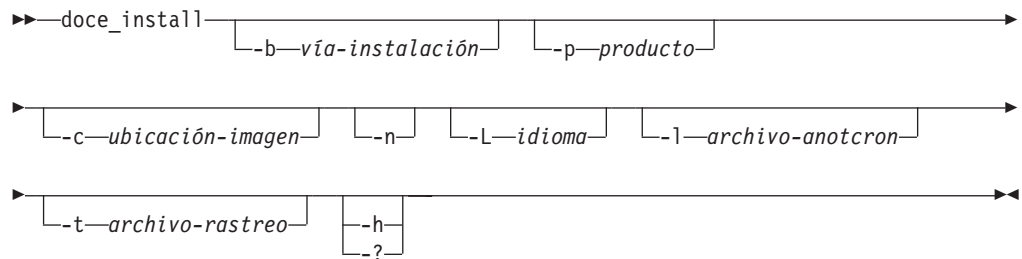 doce_install
-b vía-instalación -p producto
-c ubicación-imagen -n -L idioma -l archivo-anotcron
-t archivo-rastreo -h
-?